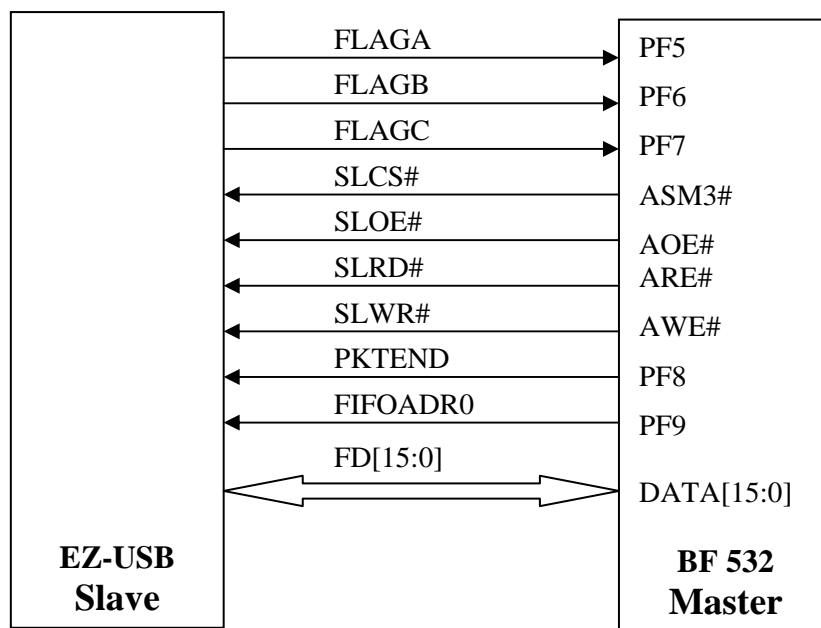 FLAGA PF5
FLAGB PF6
FLAGC PF7
SLCS# ASM3#
SLOE# AOE#
SLRD# ARE#
SLWR# AWE#
PKTEND PF8
FIFOADR0 PF9
FD[15:0] DATA[15:0]
EZ-USB BF 532
Slave Master